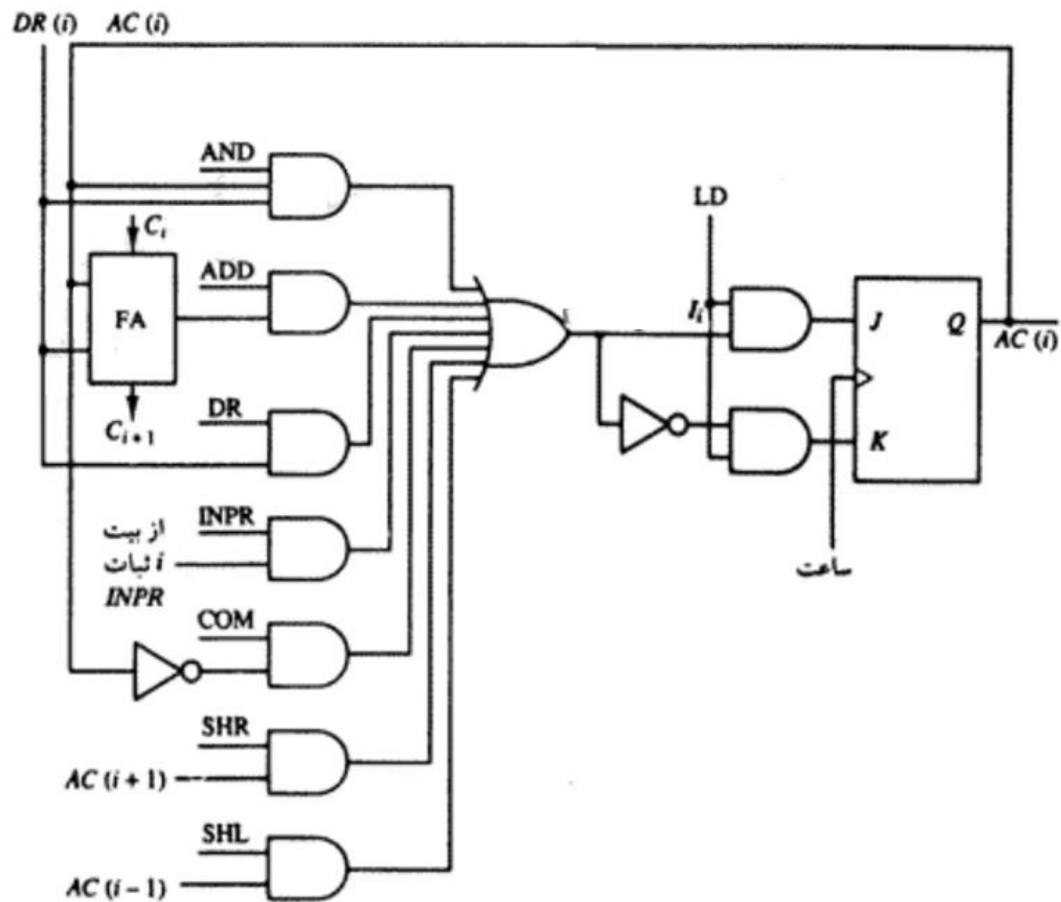 DR (i)
AC (i)
AND
C_i
ADD
FA
C_{i+1}
DR
INPR
از بیت
i ثبات
INPR
COM
SHR
AC (i + 1)
SHL
AC (i – 1)
LD
I_i
J
Q
K
AC (i)
ساعت